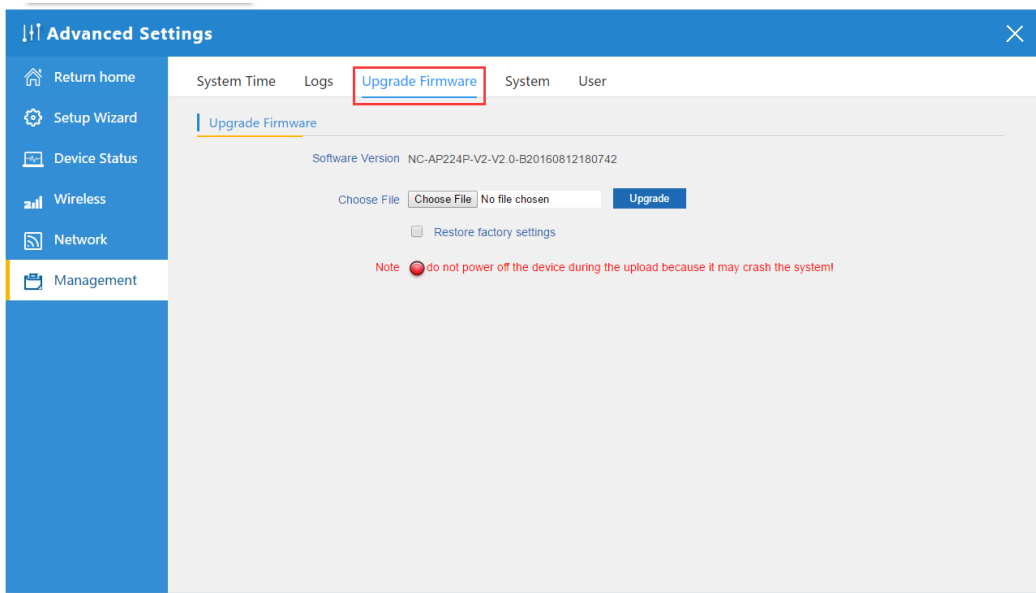 Advanced Settings
Return home
Setup Wizard
Device Status
Wireless
Network
Management
System Time Logs Upgrade Firmware System User
Upgrade Firmware
Software Version NC-AP224P-V2-V2.0-B20160812180742
Choose File Choose File No file chosen Upgrade
Restore factory settings
Note do not power off the device during the upload because it may crash the system!